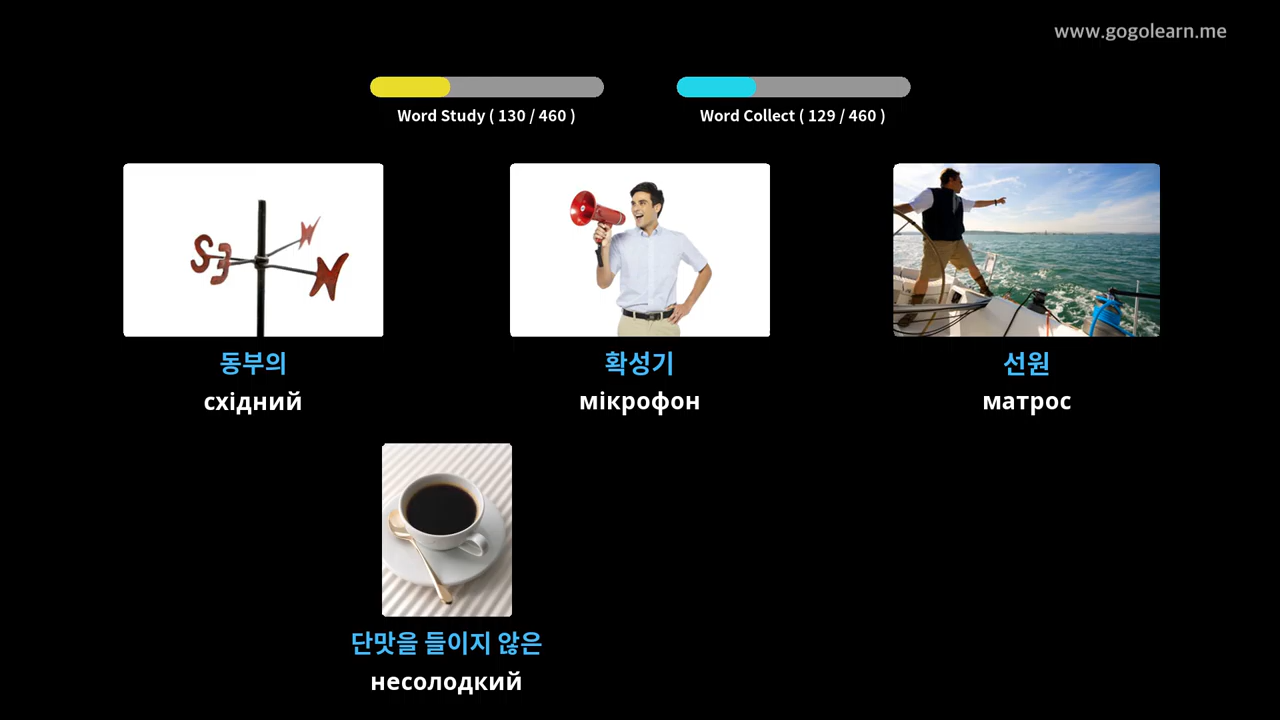 www.gogolearn.me
Word Study ( 130 / 460 )
Word Collect ( 129 / 460 )
S E N
동부의
східний
확성기
мікрофон
선원
матрос
단맛을 들이지 않은
несолодкий